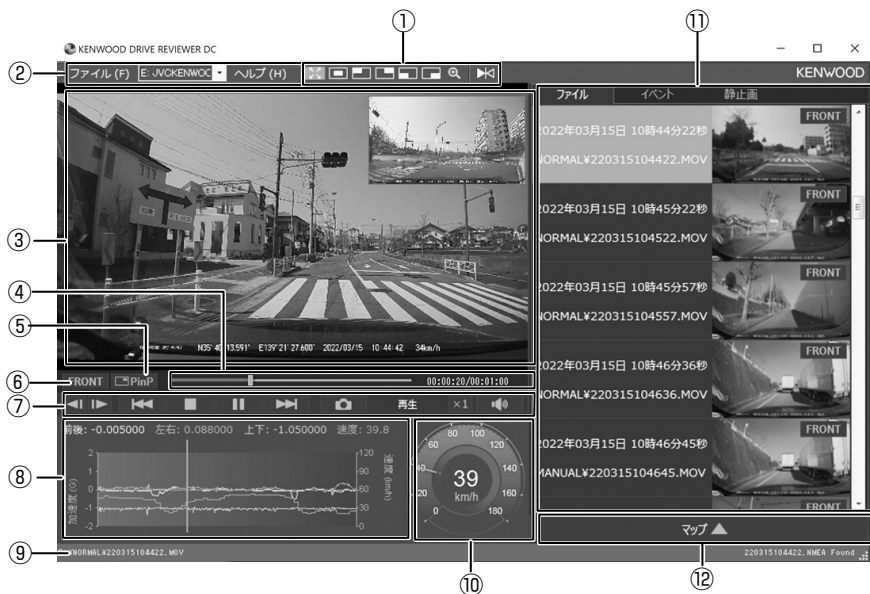 ①
⑪
KENWOOD DRIVE REVIEWER DC
②
ファイル (F) E: JVCKENWOO ヘルプ (H)
KENWOOD
ファイル イベント 静止画
2022年03月15日 10時44分22秒
NORMAL¥220315104422.MOV
FRONT
2022年03月15日 10時45分22秒
NORMAL¥220315104522.MOV
FRONT
2022年03月15日 10時45分57秒
NORMAL¥220315104557.MOV
FRONT
2022年03月15日 10時46分36秒
NORMAL¥220315104636.MOV
FRONT
2022年03月15日 10時46分45秒
MANUAL¥220315104645.MOV
FRONT
FRONT
③
④
⑤
N35°40'13.591" E139°21'27.600" 2022/03/15 10:44:42 34km/h
⑥
FRONT PinP
00:00:20/00:01:00
⑦
再生 ×1
⑧
前後: -0.005000 左右: 0.088000 上下: -1.050000 速度: 39.8
加速度 (G)
2
1
0
-1
-2
120
90
60
30
0
速度 (km/h)
0 20 40 60 80 100 120 140 160 180
39
km/h
マップ
⑨
¥NORMAL¥220315104422.MOV
220315104422.NMEA Found
⑩
⑫